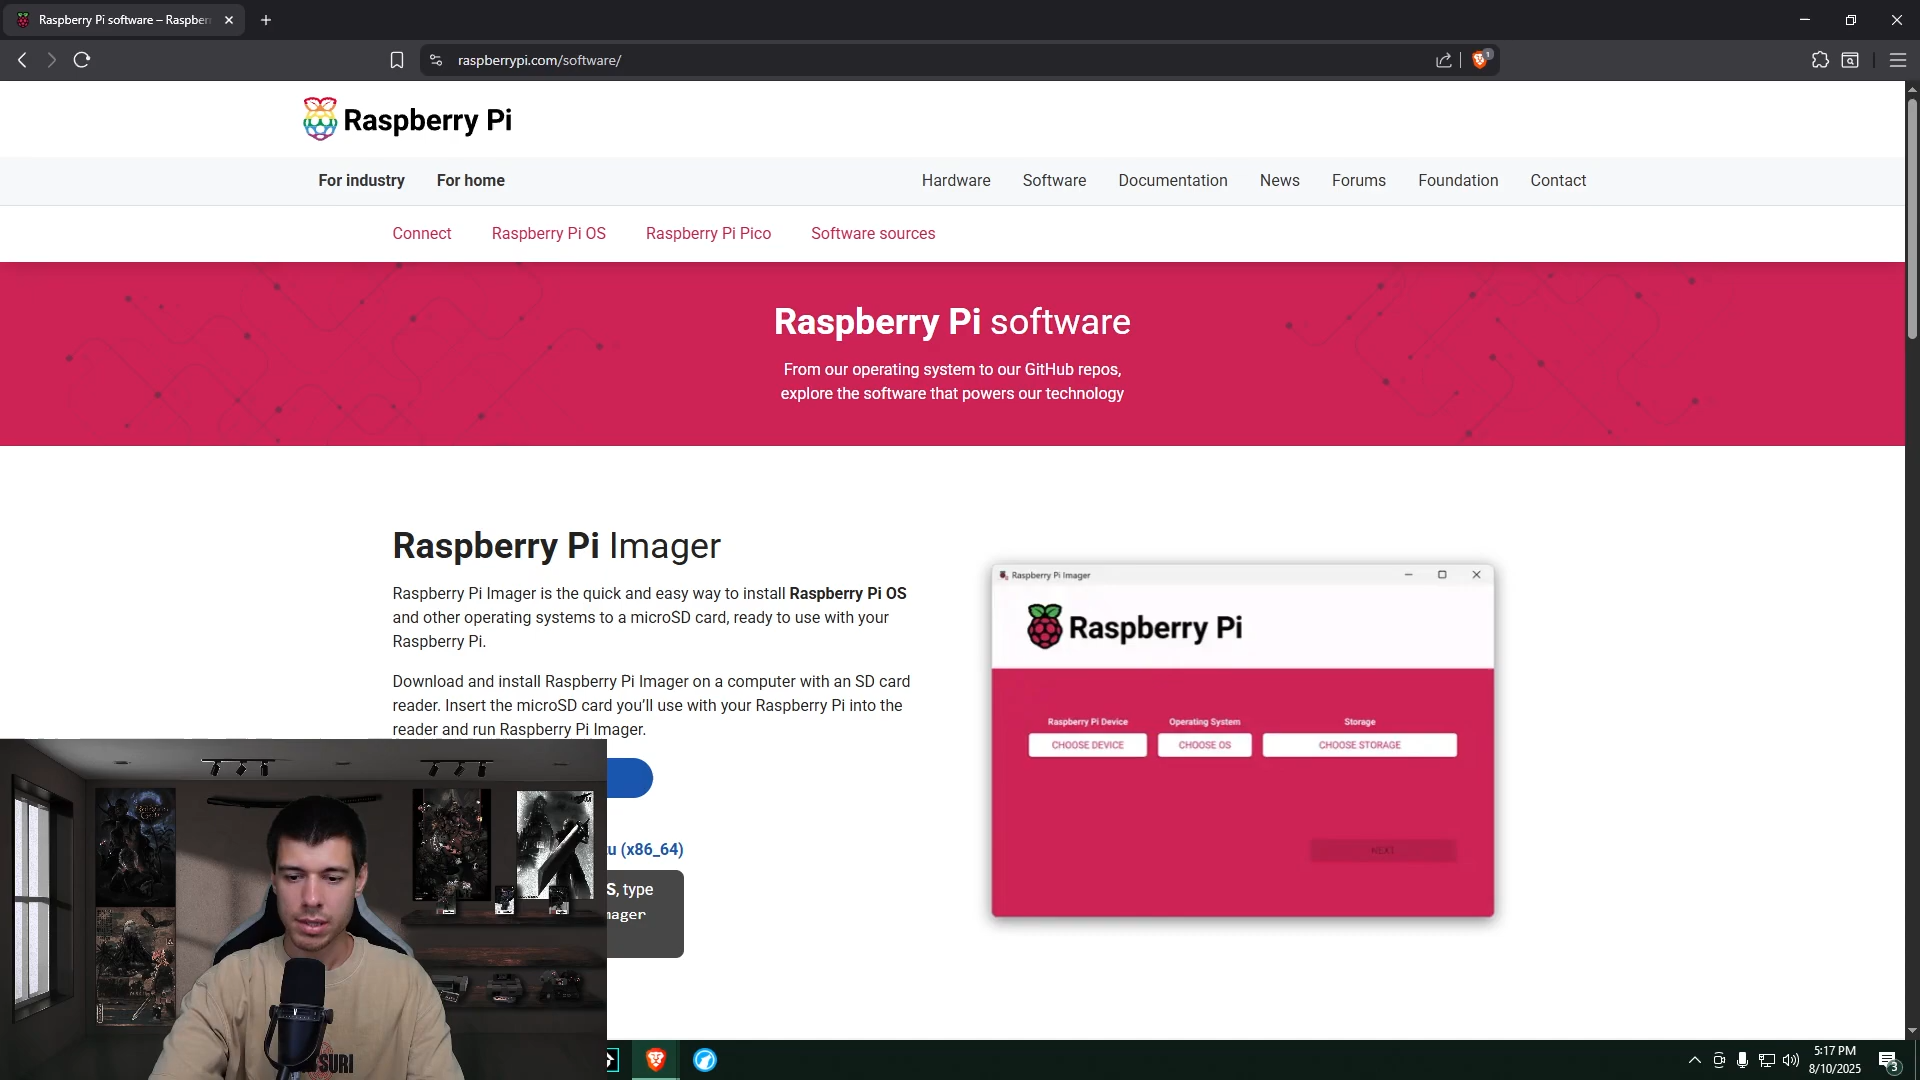 Raspberry Pi software – Raspber
raspberrypi.com/software/
1
Raspberry Pi
For industry
For home
Hardware
Software
Documentation
News
Forums
Foundation
Contact
Connect
Raspberry Pi OS
Raspberry Pi Pico
Software sources
Raspberry Pi software
From our operating system to our GitHub repos,
explore the software that powers our technology
Raspberry Pi Imager
Raspberry Pi Imager is the quick and easy way to install Raspberry Pi OS
and other operating systems to a microSD card, ready to use with your
Raspberry Pi.
Download and install Raspberry Pi Imager on a computer with an SD card
reader. Insert the microSD card you'll use with your Raspberry Pi into the
reader and run Raspberry Pi Imager.
u (x86_64)
S, type
mager
Raspberry Pi Imager
Raspberry Pi
Raspberry Pi Device
Operating System
Storage
CHOOSE DEVICE
CHOOSE OS
CHOOSE STORAGE
NEXT
SURI
5:17 PM
8/10/2025
3